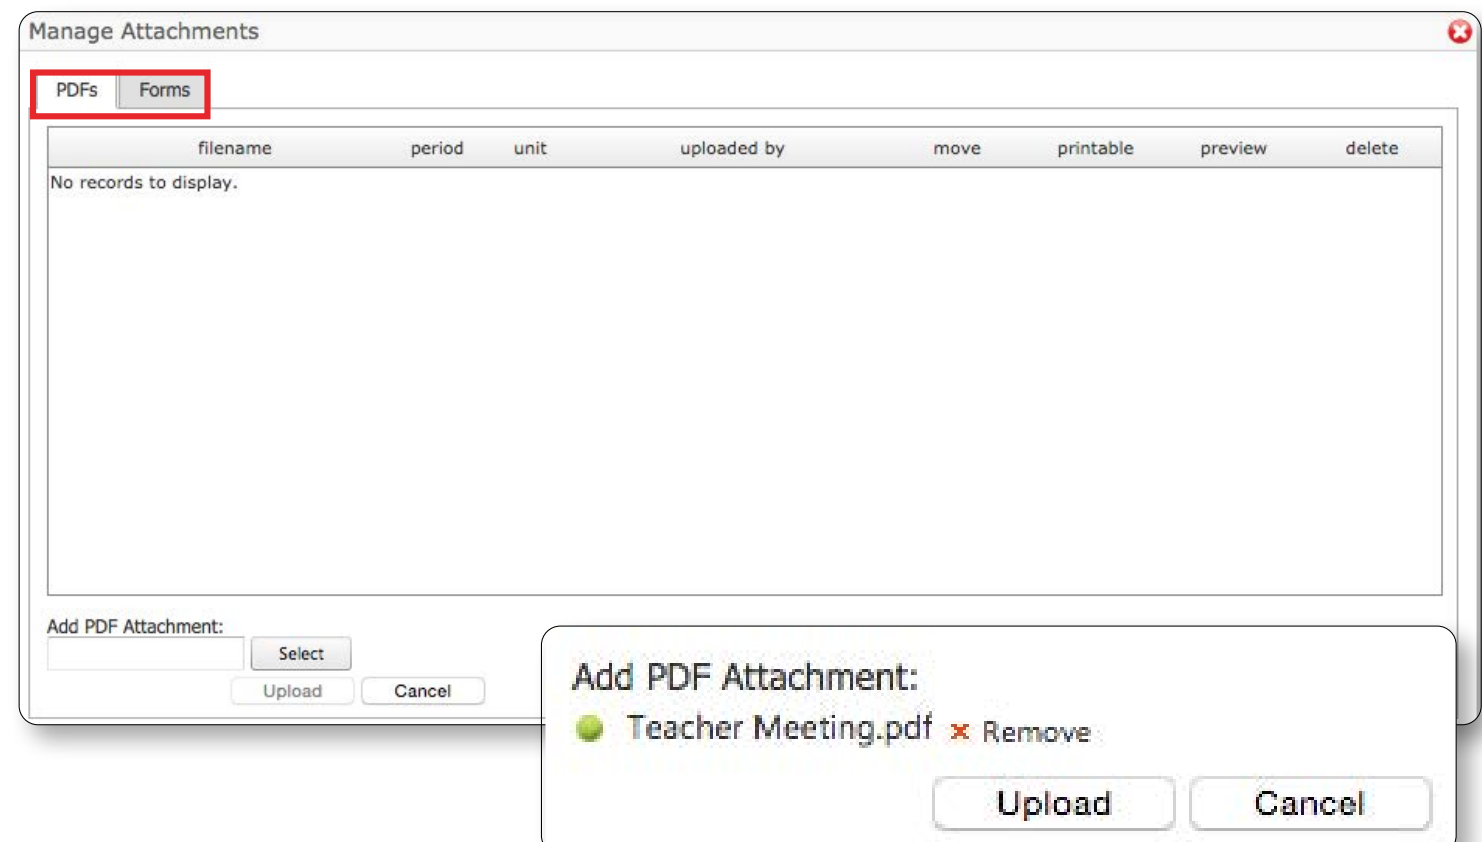 Manage Attachments
PDFs Forms
filename period unit uploaded by move printable preview delete
No records to display.
Add PDF Attachment:
Select
Upload Cancel
Add PDF Attachment:
Teacher Meeting.pdf Remove
Upload Cancel